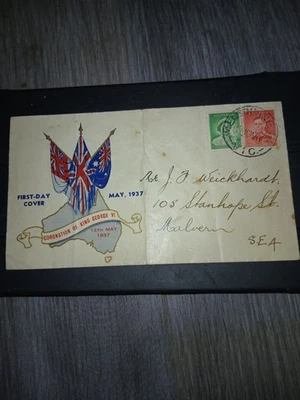 FIRST-DAY
COVER
MAY, 1937
CORONATION OF KING GEORGE VI
12TH MAY
1937
Mr J. F. Weickhardt,
105 Stanhope St.
Malvern
S.E.4